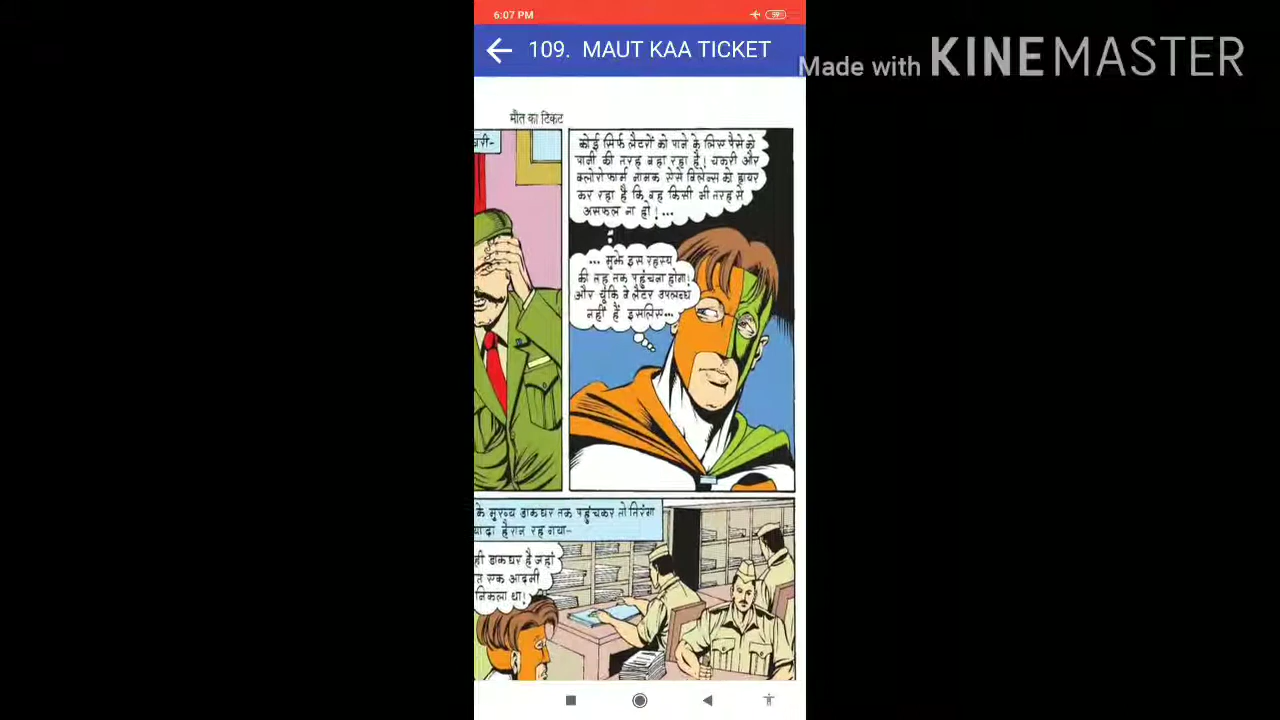 6:07 PM
59
109. MAUT KAA TICKET
Made with KINEMASTER
मौत का टिकट
करी-
कोई सिर्फ लैटरों को पाने के लिए पैसे को
पानी की तरह बहा रहा है! चकरी और
क्लोरोफार्म नामक ऐसे विलेन्स को हायर
कर रहा है कि वह किसी भी तरह से
असफल ना हो!...
... मुझे इस रहस्य
की तह तक पहुंचना होगा!
और चूंकि वे लैटर उपलब्ध
नहीं हैं इसलिए...
के मुख्य डाकघर तक पहुंचकर तो तिरंगा
यादा हैरान रह गया-
ही डाकघर है जहां
त एक आदमी
निकला था!